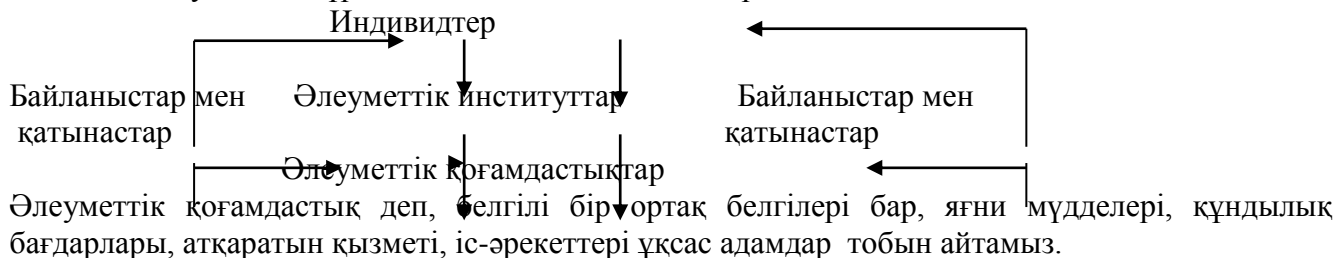 Индивидтер
Байланыстар мен Әлеуметтік институттар Байланыстар мен
қатынастар қатынастар
Әлеуметтік қоғамдастықтар
Әлеуметтік қоғамдастық деп, белгілі бір ортақ белгілері бар, яғни мүдделері, құндылық
бағдарлары, атқаратын қызметі, іс-әрекеттері ұқсас адамдар тобын айтамыз.